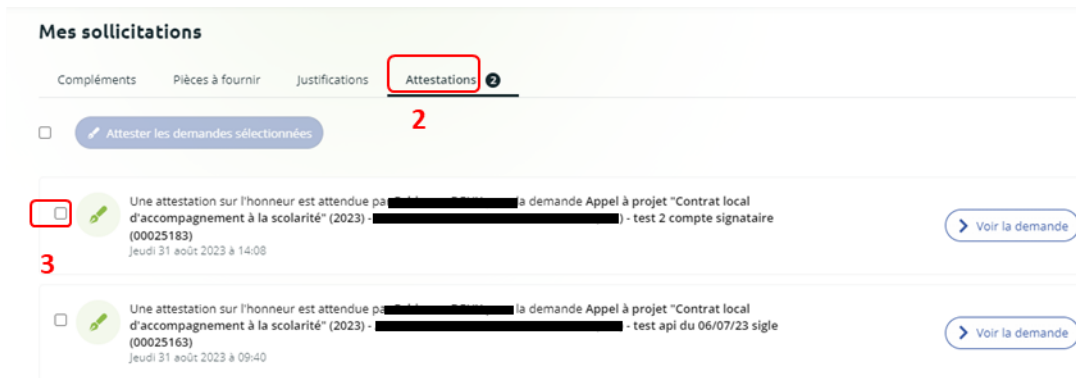 Mes sollicitations
Compléments Pièces à fournir Justifications Attestations 2
2
Attester les demandes sélectionnées
Une attestation sur l'honneur est attendue par la demande Appel à projet "Contrat local
d'accompagnement à la scolarité" (2023) - ) - test 2 compte signataire
(00025183)
Jeudi 31 août 2023 à 14:08
Voir la demande
3
Une attestation sur l'honneur est attendue pa la demande Appel à projet "Contrat local
d'accompagnement à la scolarité" (2023) - - test api du 06/07/23 sigle
(00025163)
Jeudi 31 août 2023 à 09:40
Voir la demande